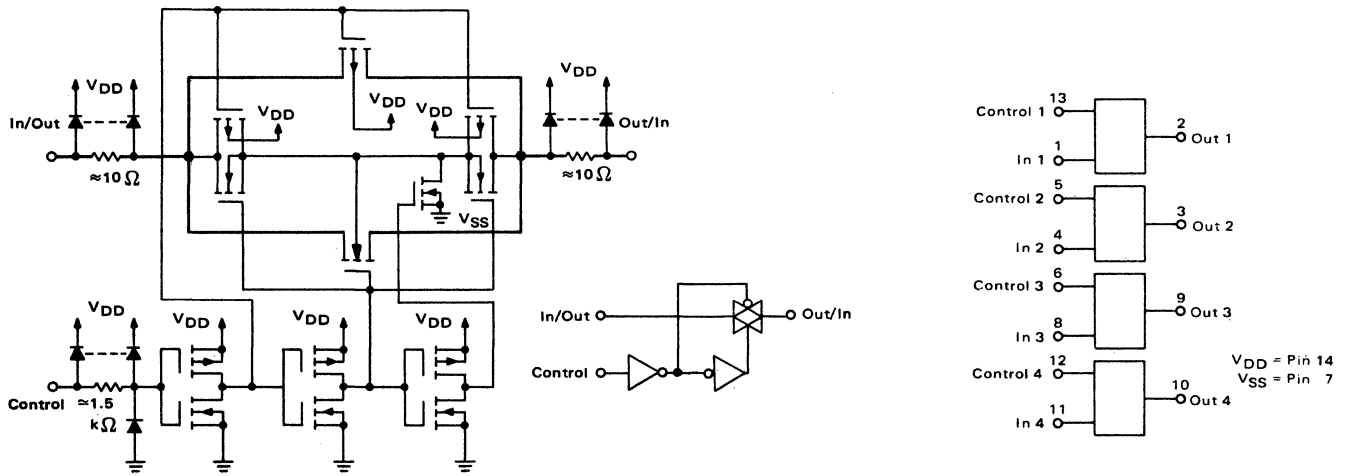 VDD
VDD
VDD
VDD
VDD
In/Out
Out/In
≈10 Ω
≈10 Ω
VSS
VDD
VDD
VDD
VDD
Control
≃1.5
kΩ
In/Out
Out/In
Control
Control 1
13
In 1
1
2
Out 1
Control 2
5
In 2
4
3
Out 2
Control 3
6
In 3
8
9
Out 3
Control 4
12
In 4
11
10
Out 4
VDD = Pin 14
VSS = Pin 7